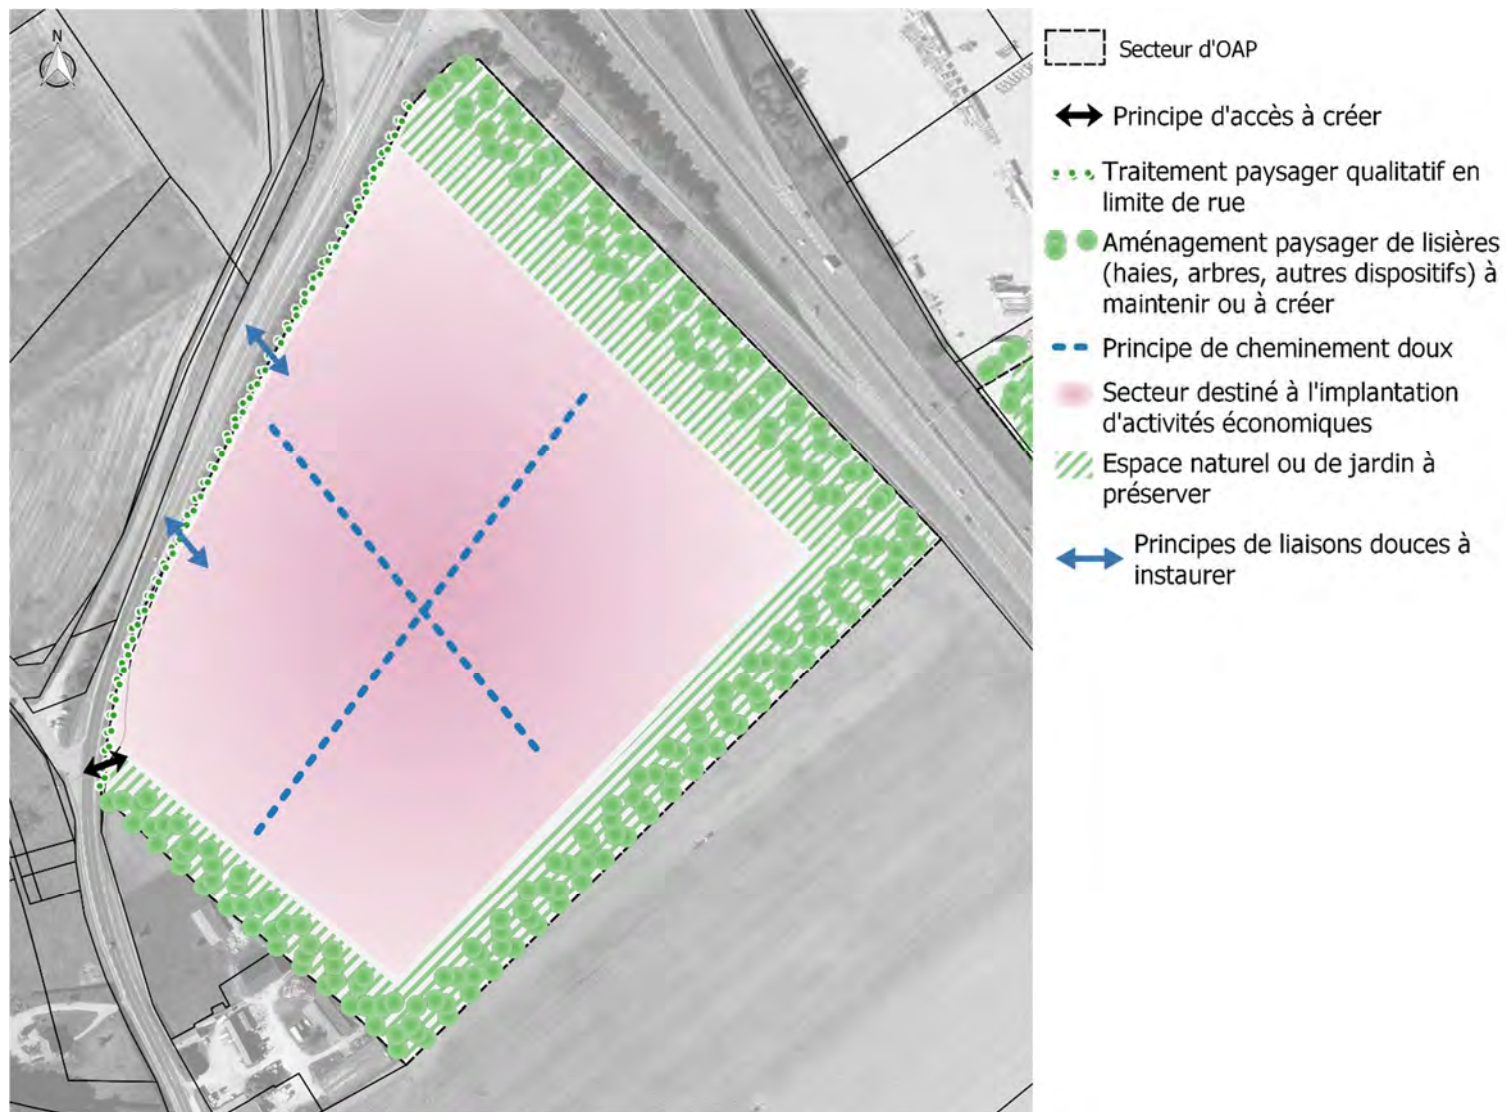 N
Secteur d'OAP
Principe d'accès à créer
Traitement paysager qualitatif en
limite de rue
Aménagement paysager de lisières
(haies, arbres, autres dispositifs) à
maintenir ou à créer
Principe de cheminement doux
Secteur destiné à l'implantation
d'activités économiques
Espace naturel ou de jardin à
préserver
Principes de liaisons douces à
instaurer